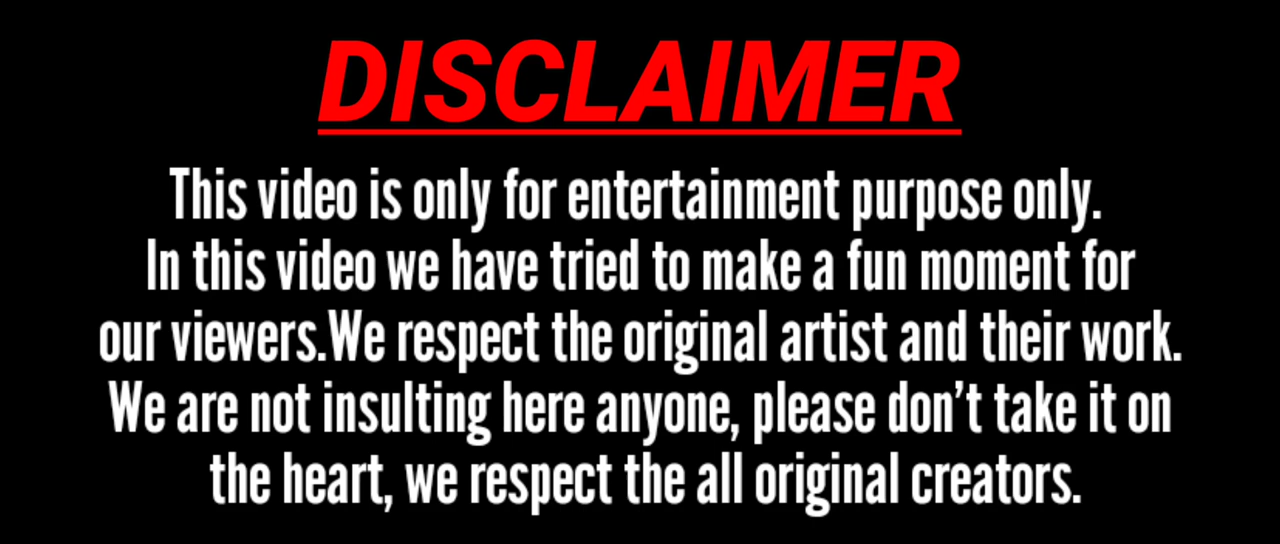 DISCLAIMER
This video is only for entertainment purpose only.
In this video we have tried to make a fun moment for
our viewers.We respect the original artist and their work.
We are not insulting here anyone, please don’t take it on
the heart, we respect the all original creators.